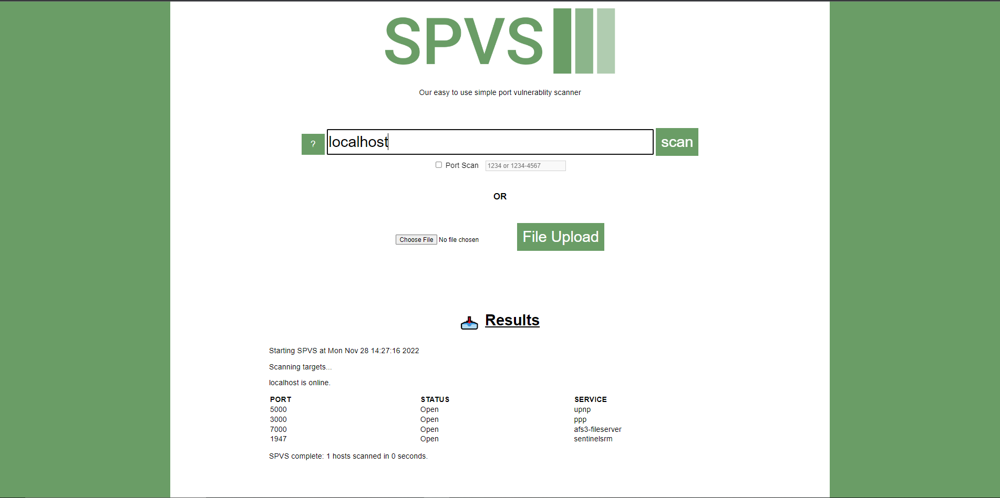 SPVS
Our easy to use simple port vulnerablity scanner
? localhost scan
Port Scan 1234 or 1234-4567
OR
Choose File No file chosen File Upload
Results
Starting SPVS at Mon Nov 28 14:27:16 2022
Scanning targets...
localhost is online.
PORT STATUS SERVICE
5000 Open upnp
3000 Open ppp
7000 Open afs3-fileserver
1947 Open sentinelsrm
SPVS complete: 1 hosts scanned in 0 seconds.